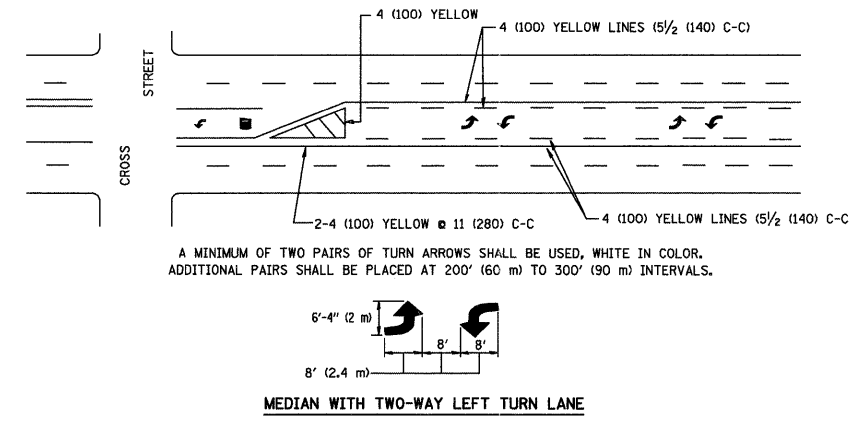 4 (100) YELLOW
4 (100) YELLOW LINES (5½ (140) C-C)
STREET
CROSS
2-4 (100) YELLOW @ 11 (280) C-C
4 (100) YELLOW LINES (5½ (140) C-C
A MINIMUM OF TWO PAIRS OF TURN ARROWS SHALL BE USED, WHITE IN COLOR.
ADDITIONAL PAIRS SHALL BE PLACED AT 200' (60 m) TO 300' (90 m) INTERVALS.
6'-4" (2 m)
8' 8'
8' (2.4 m)
MEDIAN WITH TWO-WAY LEFT TURN LANE